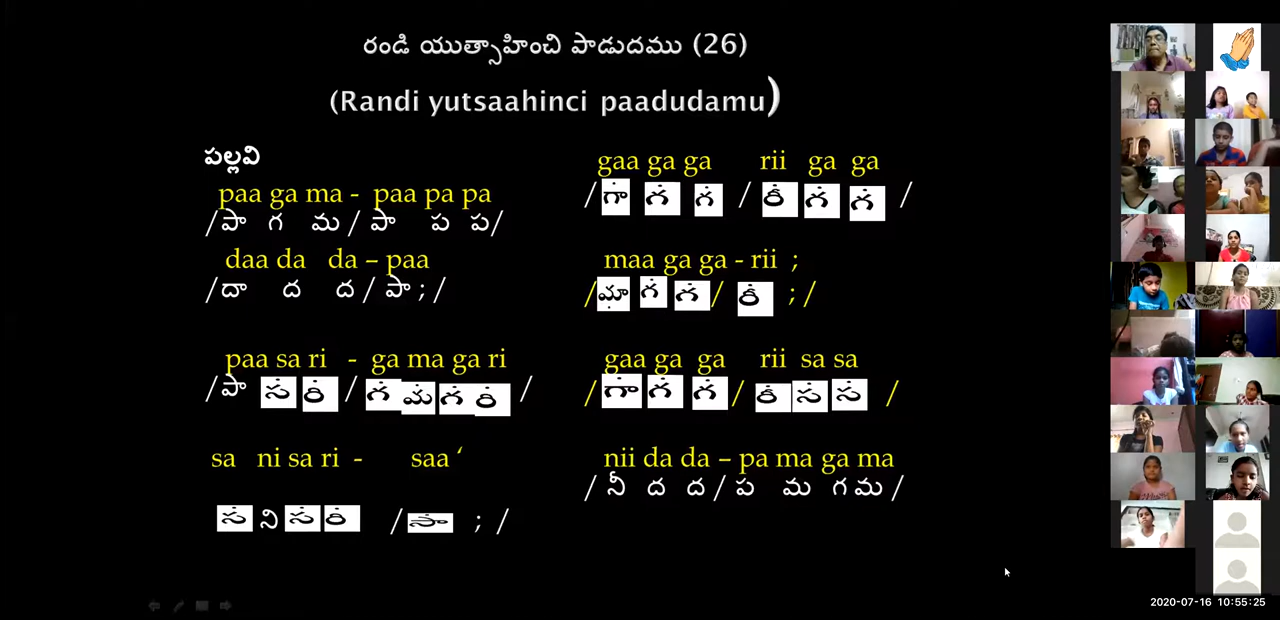 రండి యుత్సాహించి పాడుదము (26)
(Randi yutsaahinci paadudamu)
పల్లవి
paa ga ma - paa pa pa
/పా గ మ / పా ప ప/
daa da da – paa
/దా ద ద / పా ; /
paa sa ri - ga ma ga ri
/పా స రి / గ మ గ రి /
sa ni sa ri - saa ‘
స ని స రి / సా ; /
gaa ga ga rii ga ga
/ గా గ గ / రీ గ గ /
maa ga ga - rii ;
/మా గ గ / రీ ; /
gaa ga ga rii sa sa
/ గా గ గ / రీ స స /
nii da da – pa ma ga ma
/ నీ ద ద / ప మ గ మ /
2020-07-16 10:55:25